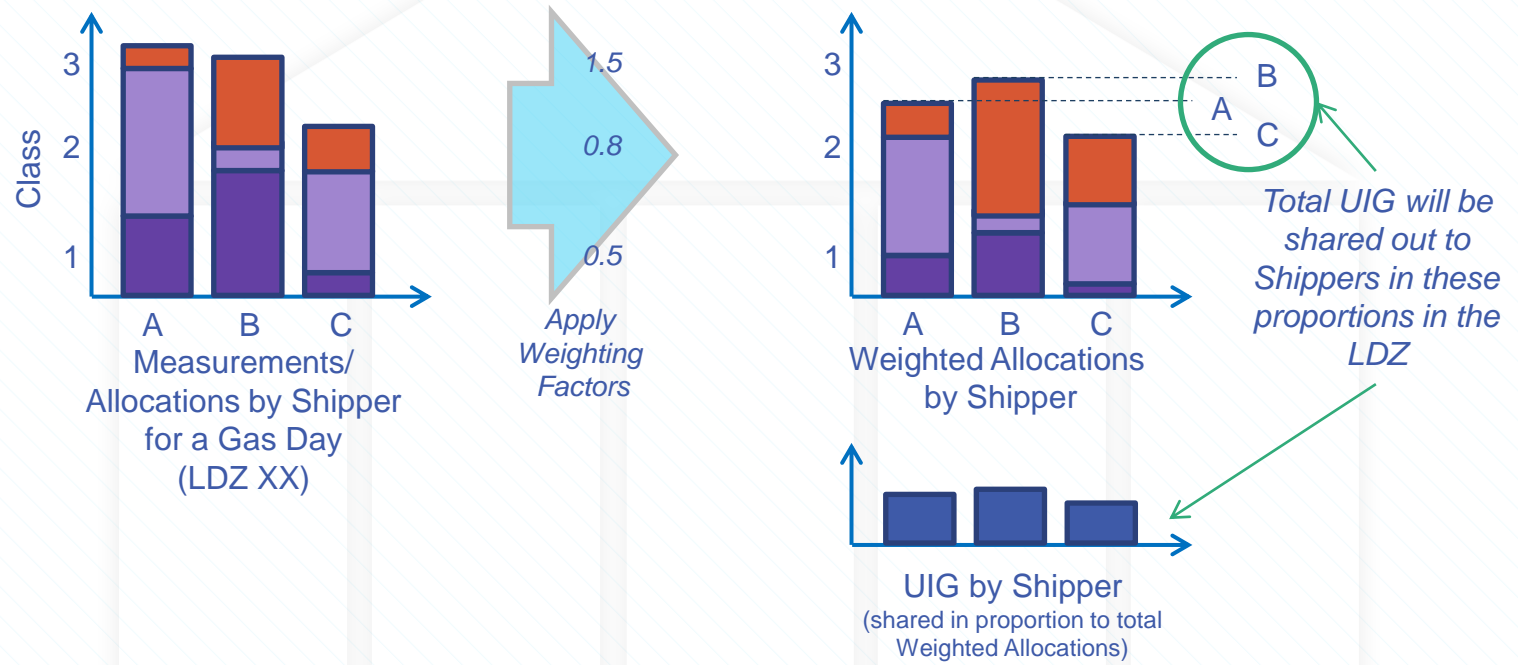 Class
3
2
1
A B C
Measurements/
Allocations by Shipper
for a Gas Day
(LDZ XX)
1.5
0.8
0.5
Apply
Weighting
Factors
3
2
1
A B C
Weighted Allocations
by Shipper
B
A
C
Total UIG will be
shared out to
Shippers in these
proportions in the
LDZ
UIG by Shipper
(shared in proportion to total
Weighted Allocations)